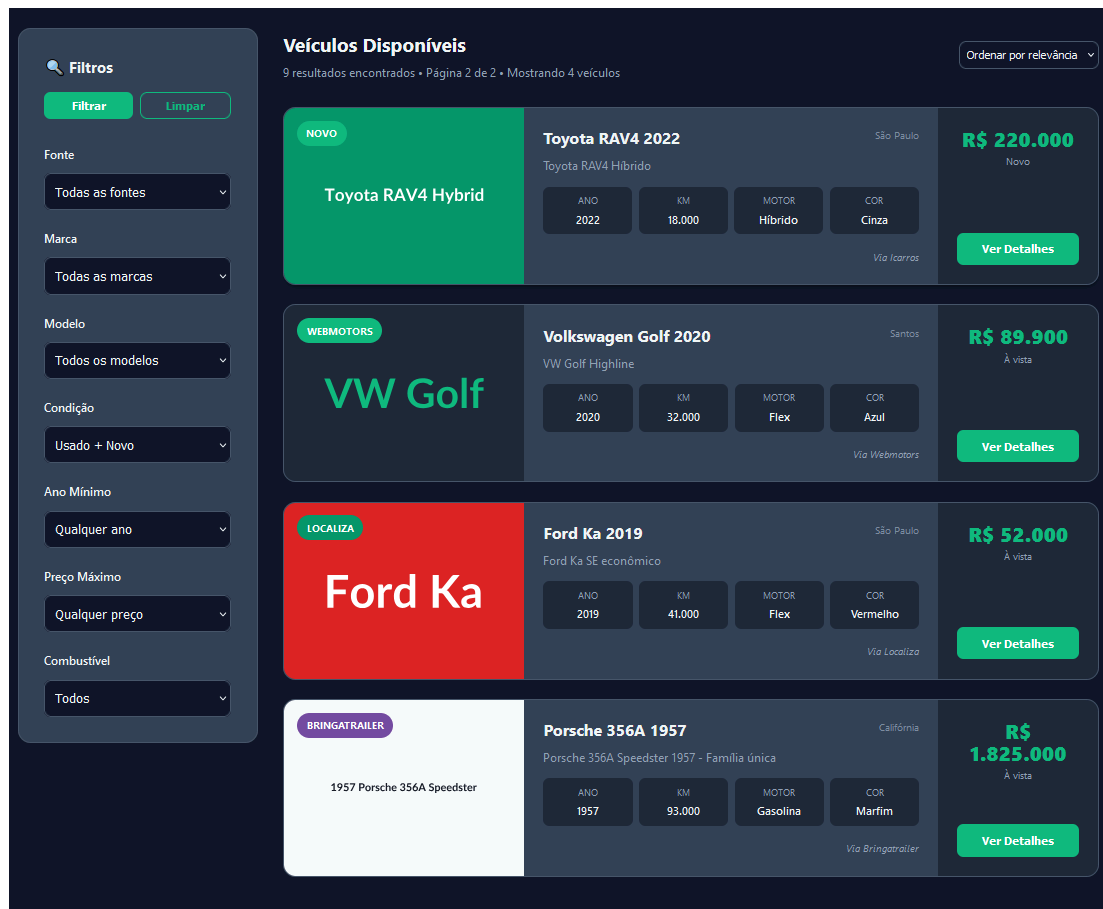 🔍 Filtros
Filtrar
Limpar
Fonte
Todas as fontes
Marca
Todas as marcas
Modelo
Todos os modelos
Condição
Usado + Novo
Ano Mínimo
Qualquer ano
Preço Máximo
Qualquer preço
Combustível
Todos
Veículos Disponíveis
9 resultados encontrados • Página 2 de 2 • Mostrando 4 veículos
Ordenar por relevância
NOVO
Toyota RAV4 Hybrid
Toyota RAV4 2022
São Paulo
Toyota RAV4 Híbrido
ANO
2022
KM
18.000
MOTOR
Híbrido
COR
Cinza
Via Icarros
R$ 220.000
Novo
Ver Detalhes
WEBMOTORS
VW Golf
Volkswagen Golf 2020
Santos
VW Golf Highline
ANO
2020
KM
32.000
MOTOR
Flex
COR
Azul
Via Webmotors
R$ 89.900
À vista
Ver Detalhes
LOCALIZA
Ford Ka
Ford Ka 2019
São Paulo
Ford Ka SE econômico
ANO
2019
KM
41.000
MOTOR
Flex
COR
Vermelho
Via Localiza
R$ 52.000
À vista
Ver Detalhes
BRINGATRAILER
1957 Porsche 356A Speedster
Porsche 356A 1957
Califórnia
Porsche 356A Speedster 1957 - Família única
ANO
1957
KM
93.000
MOTOR
Gasolina
COR
Marfim
Via Bringatrailer
R$
1.825.000
À vista
Ver Detalhes